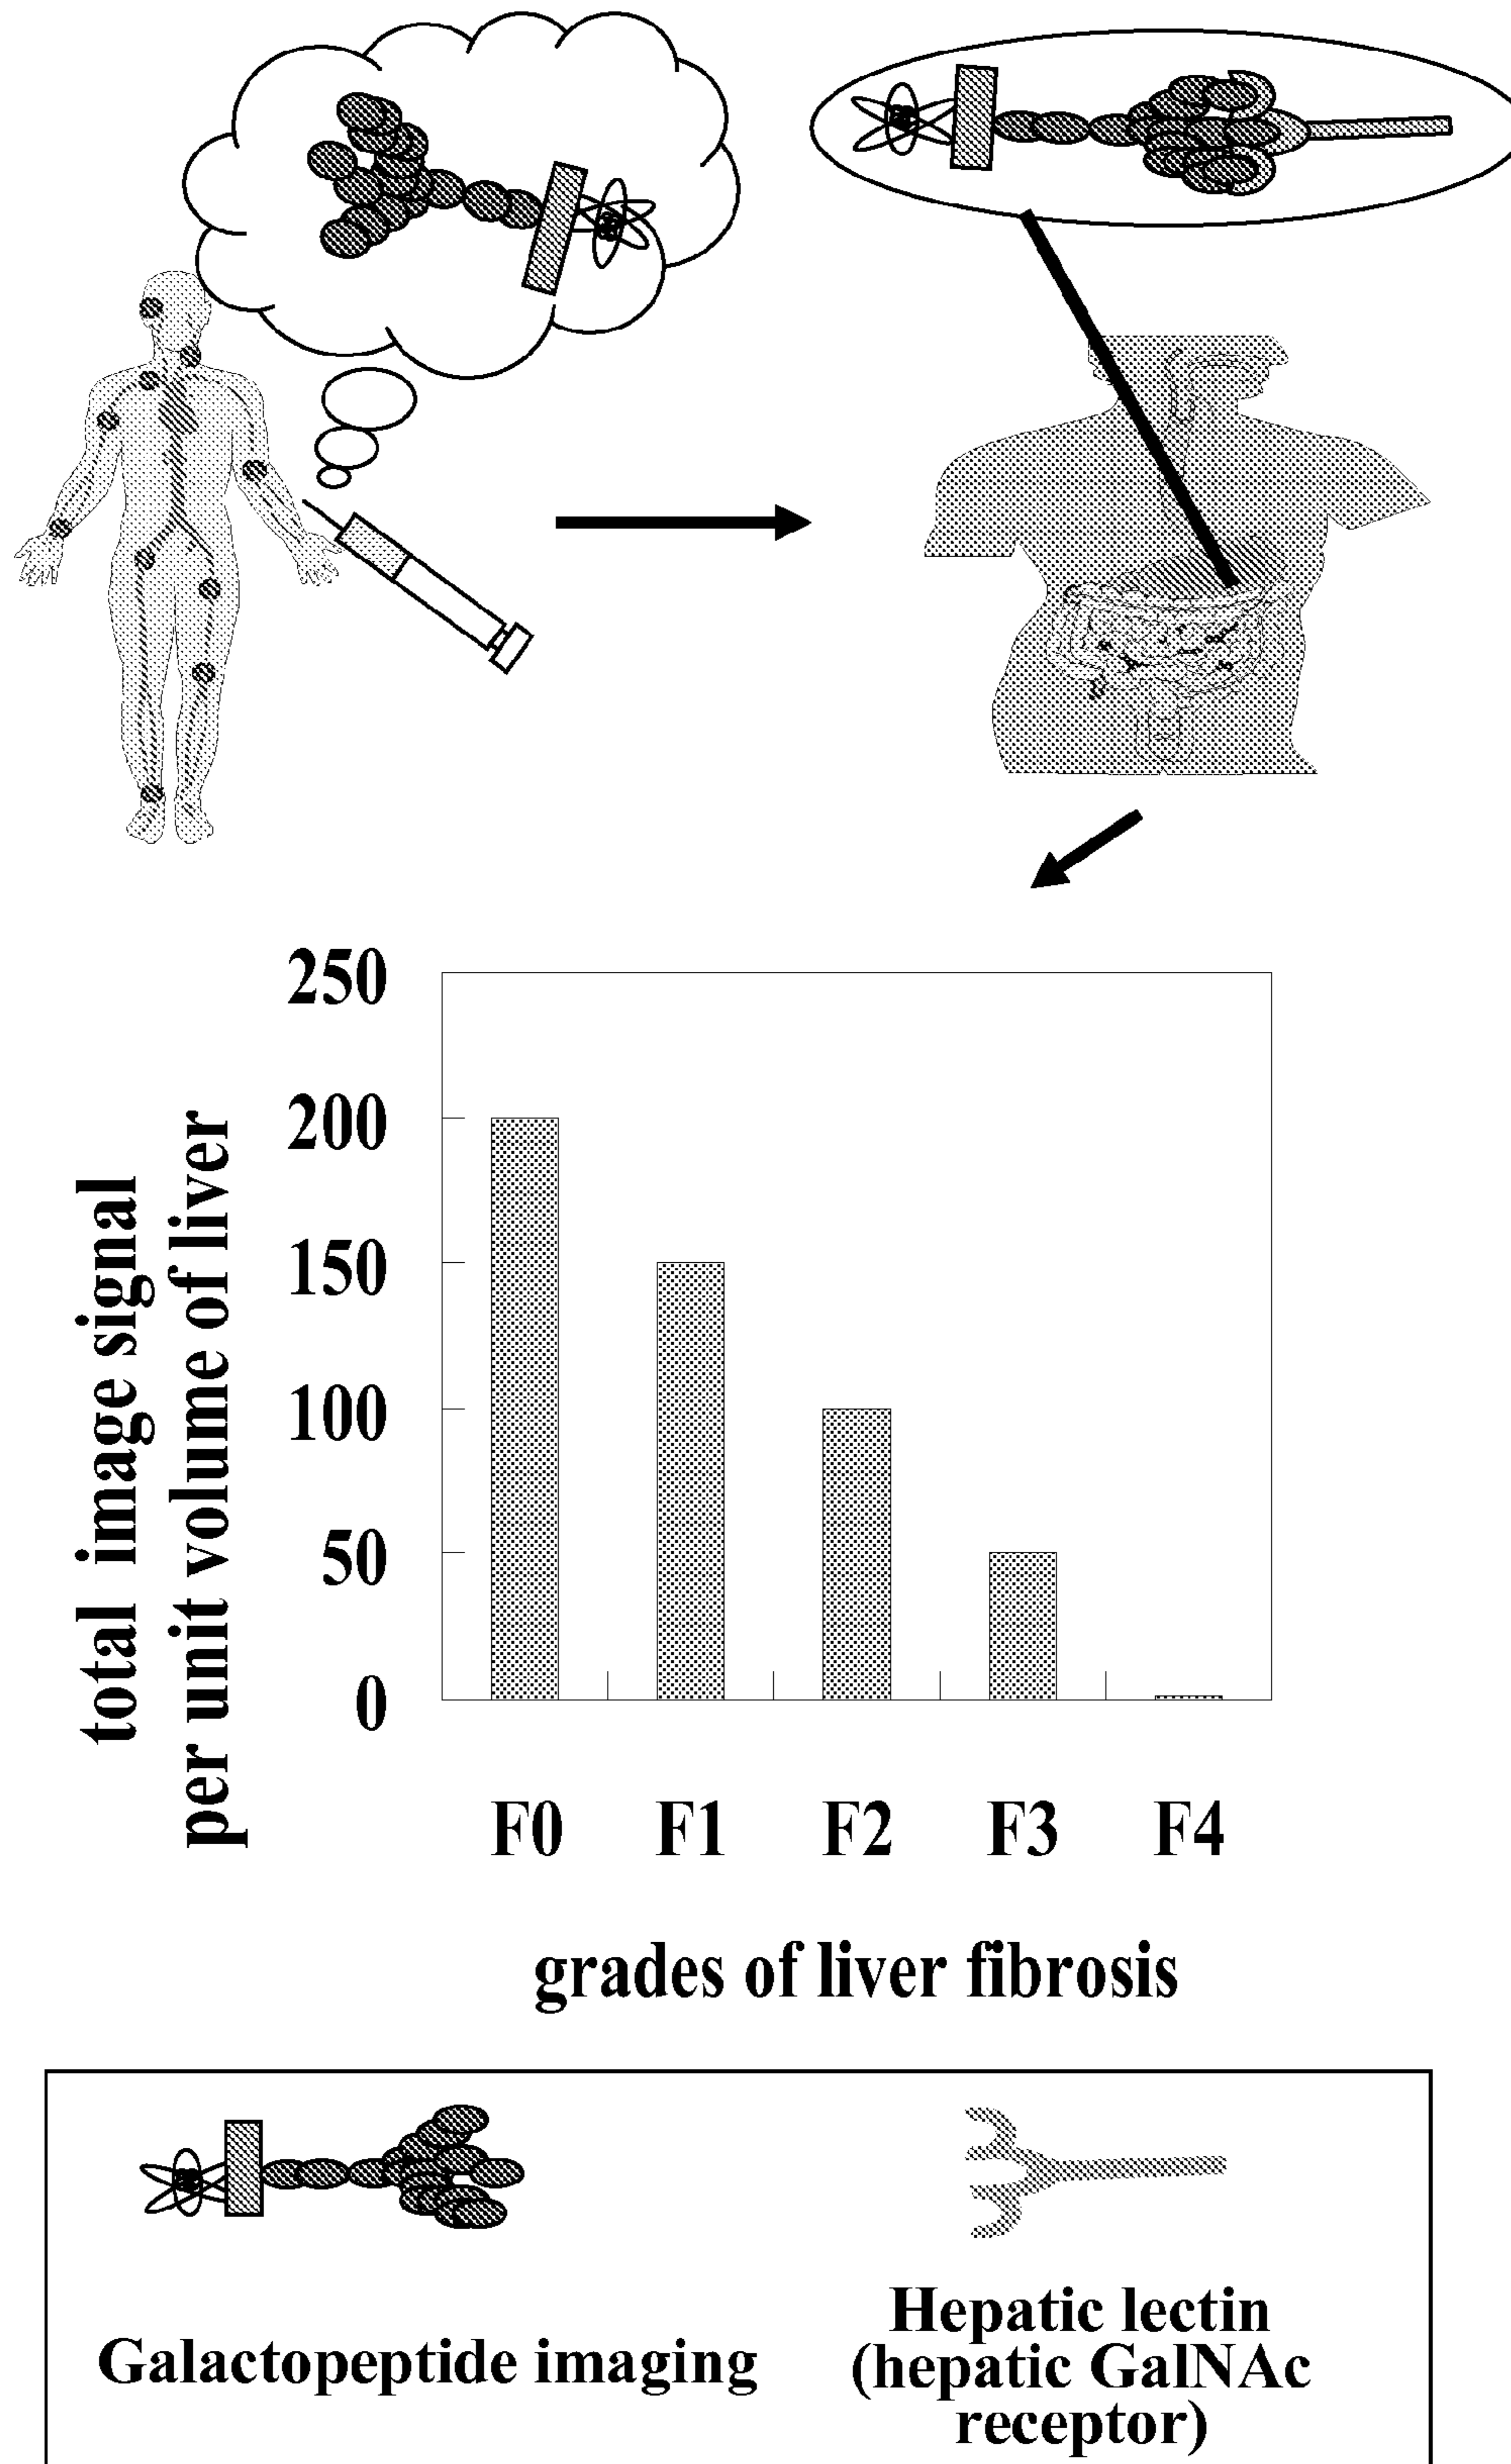 250
200
150
100
50
0
total image signal
per unit volume of liver
F0 F1 F2 F3 F4
grades of liver fibrosis
Galactopeptide imaging
Hepatic lectin
(hepatic GalNAc
receptor)